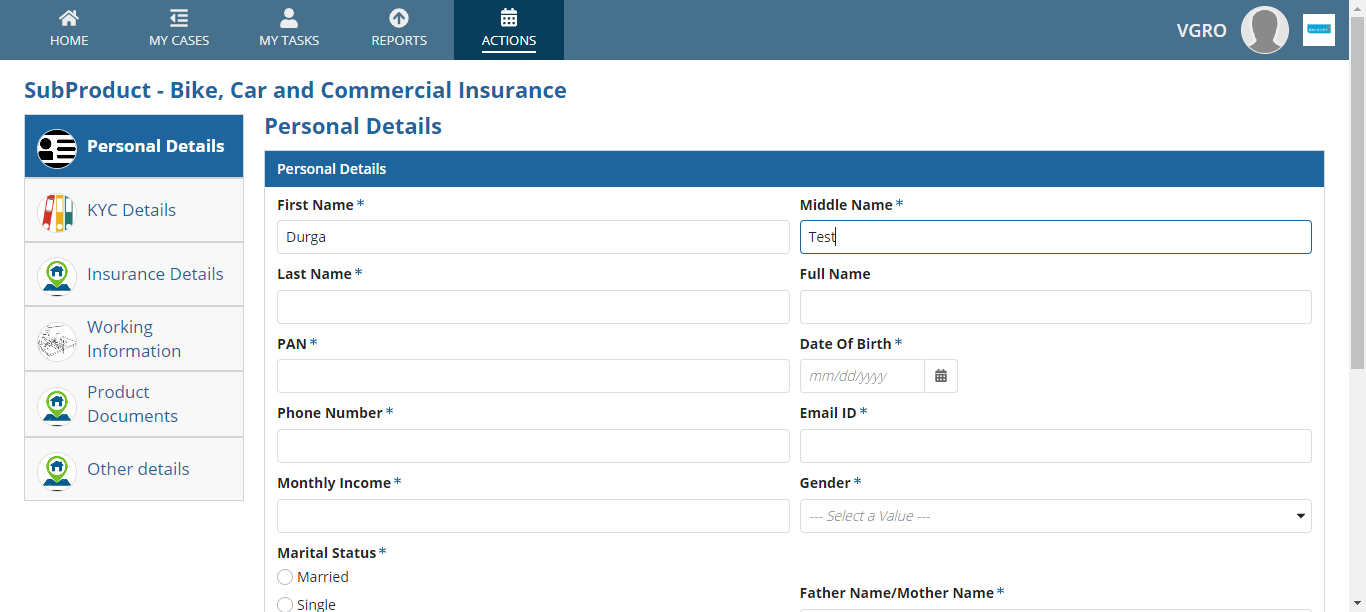 HOME
MY CASES
MY TASKS
REPORTS
ACTIONS
VGRO
SubProduct - Bike, Car and Commercial Insurance
Personal Details
KYC Details
Insurance Details
Working
Information
Product
Documents
Other details
Personal Details
Personal Details
First Name *
Middle Name *
Durga
Test
Last Name *
Full Name
PAN *
Date Of Birth *
mm/dd/yyyy
Phone Number *
Email ID *
Monthly Income *
Gender *
--- Select a Value ---
Marital Status *
Married
Single
Father Name/Mother Name *